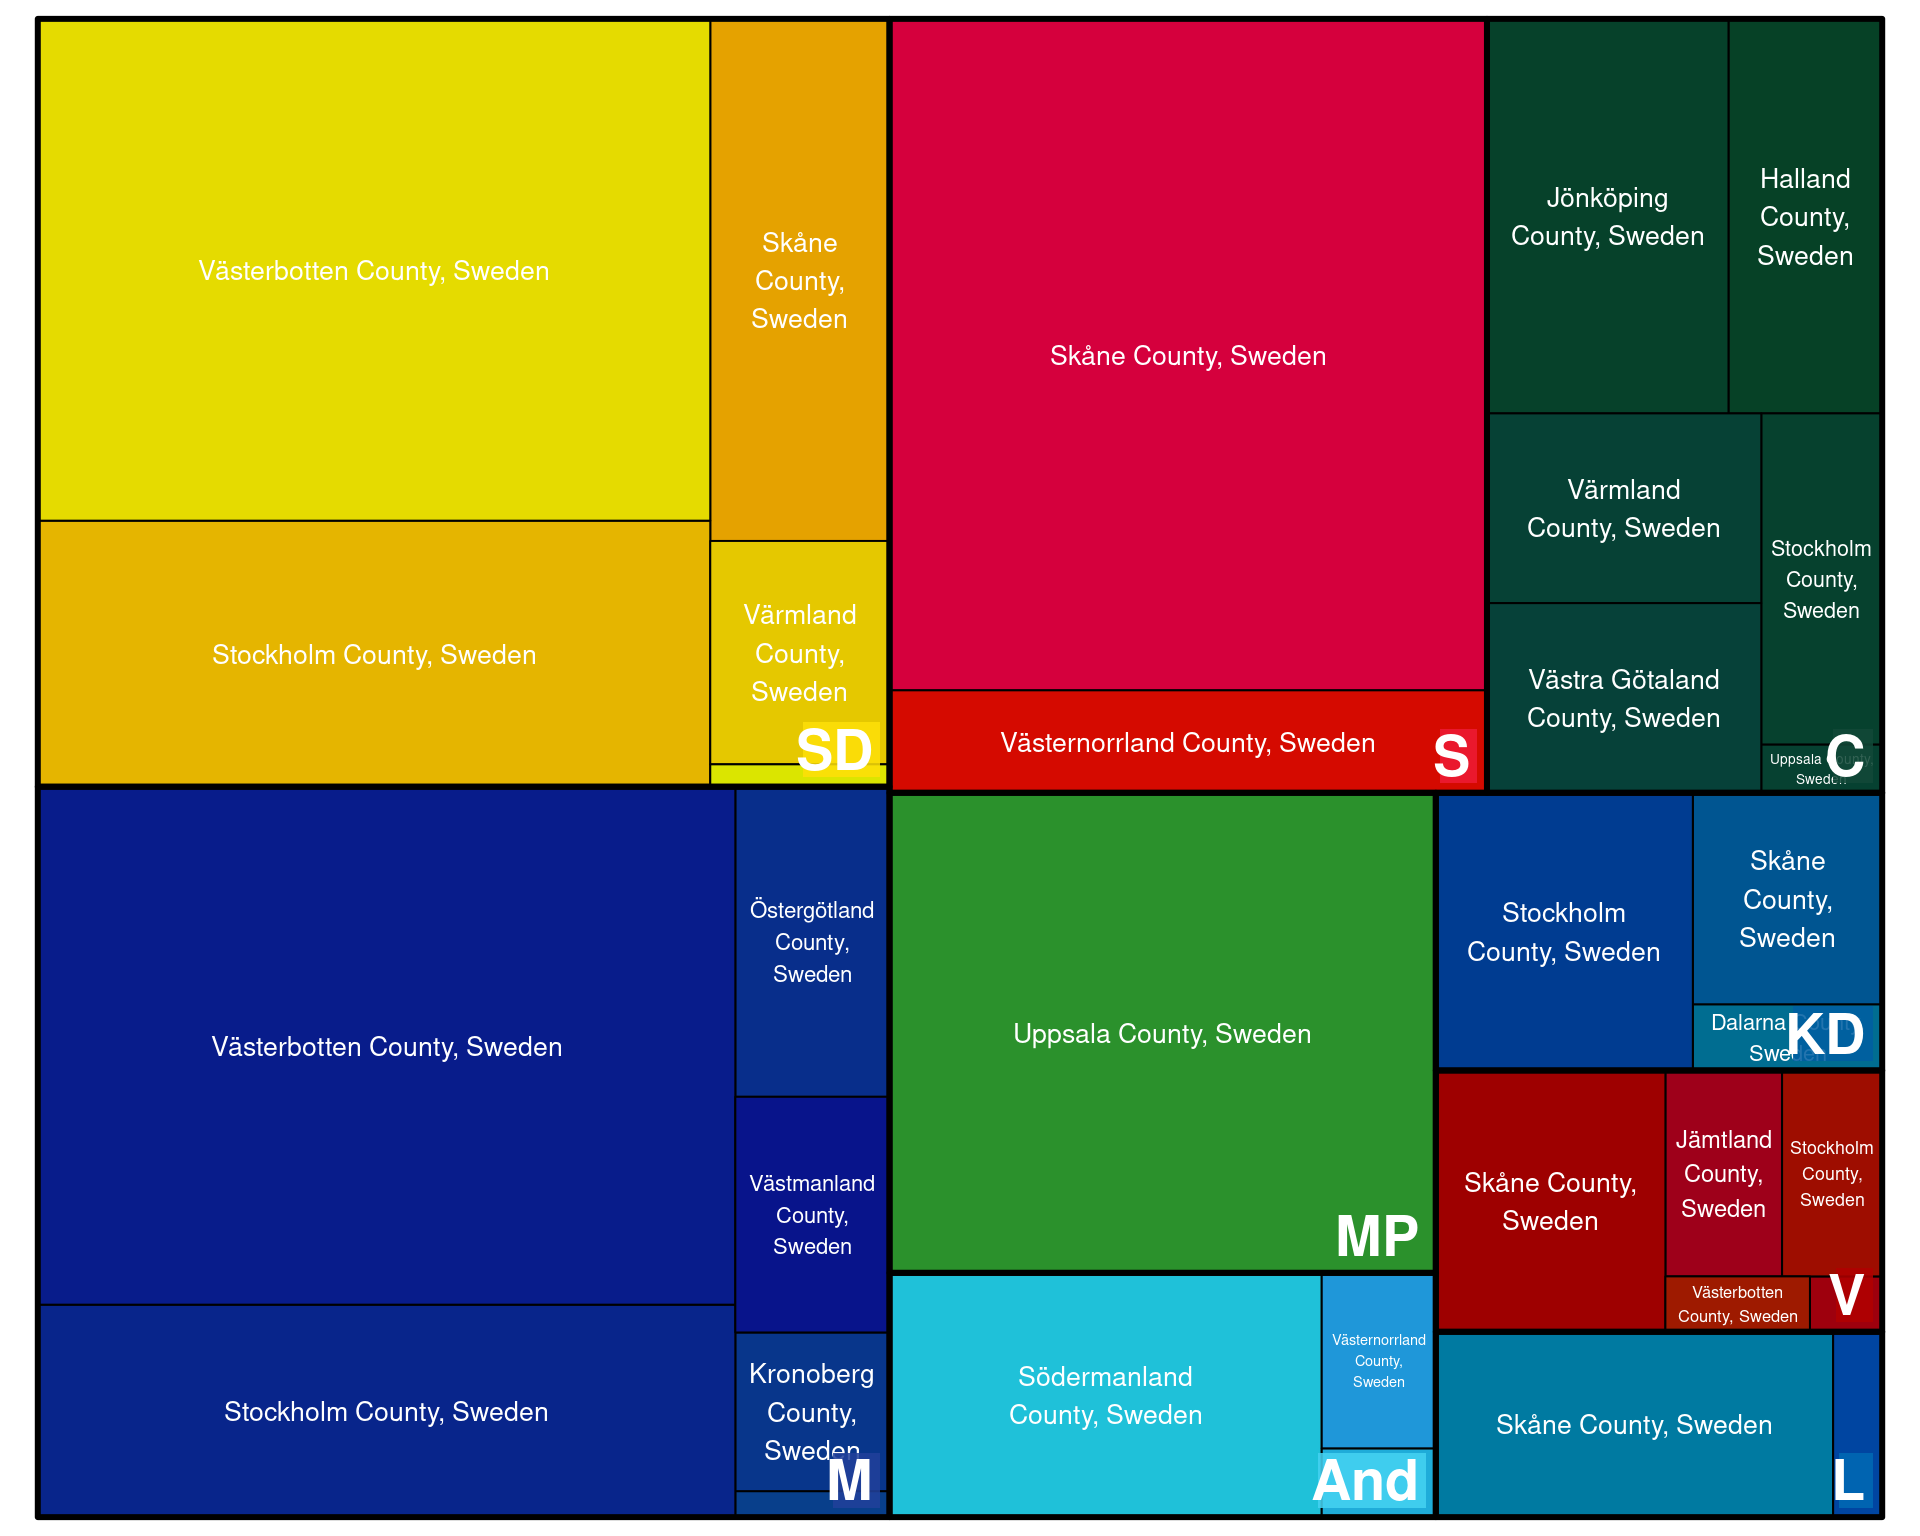 Västerbotten County, Sweden
Skåne
County,
Sweden
Stockholm County, Sweden
Värmland
County,
Sweden
SD
Skåne County, Sweden
Västernorrland County, Sweden
S
Jönköping
County, Sweden
Halland
County,
Sweden
Värmland
County, Sweden
Stockholm
County,
Sweden
Västra Götaland
County, Sweden
Uppsala County,
Sweden
C
Västerbotten County, Sweden
Östergötland
County,
Sweden
Västmanland
County,
Sweden
Stockholm County, Sweden
Kronoberg
County,
Sweden
M
Uppsala County, Sweden
MP
Södermanland
County, Sweden
Västernorrland
County,
Sweden
And
Stockholm
County, Sweden
Skåne
County,
Sweden
Dalarna County,
Sweden
KD
Skåne County,
Sweden
Jämtland
County,
Sweden
Stockholm
County,
Sweden
Västerbotten
County, Sweden
V
Skåne County, Sweden
L